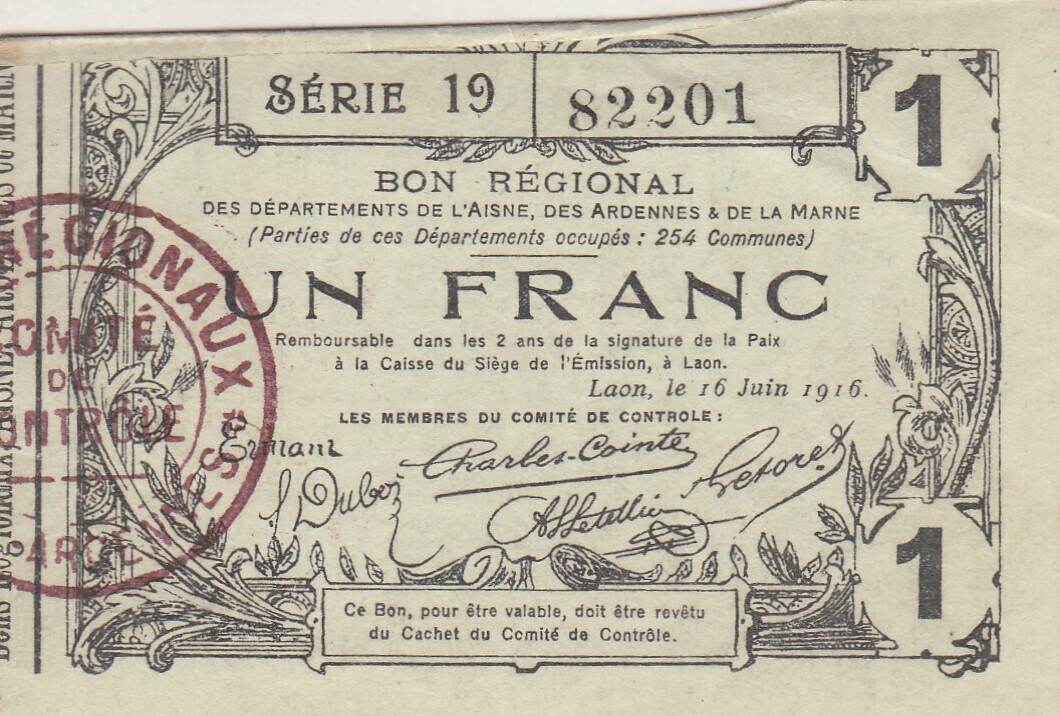 SÉRIE 19
82201
1
BON RÉGIONAL
DES DÉPARTEMENTS DE L'AISNE, DES ARDENNES & DE LA MARNE
(Parties de ces Départements occupés : 254 Communes)
UN FRANC
Remboursable dans les 2 ans de la signature de la Paix
à la Caisse du Siège de l'Émission, à Laon.
Laon, le 16 Juin 1916.
LES MEMBRES DU COMITÉ DE CONTROLE :
Charles-Cointe
1
Ce Bon, pour être valable, doit être revêtu
du Cachet du Comité de Contrôle.
RÉGIONAUX
COMITÉ
DE
CONTROLE